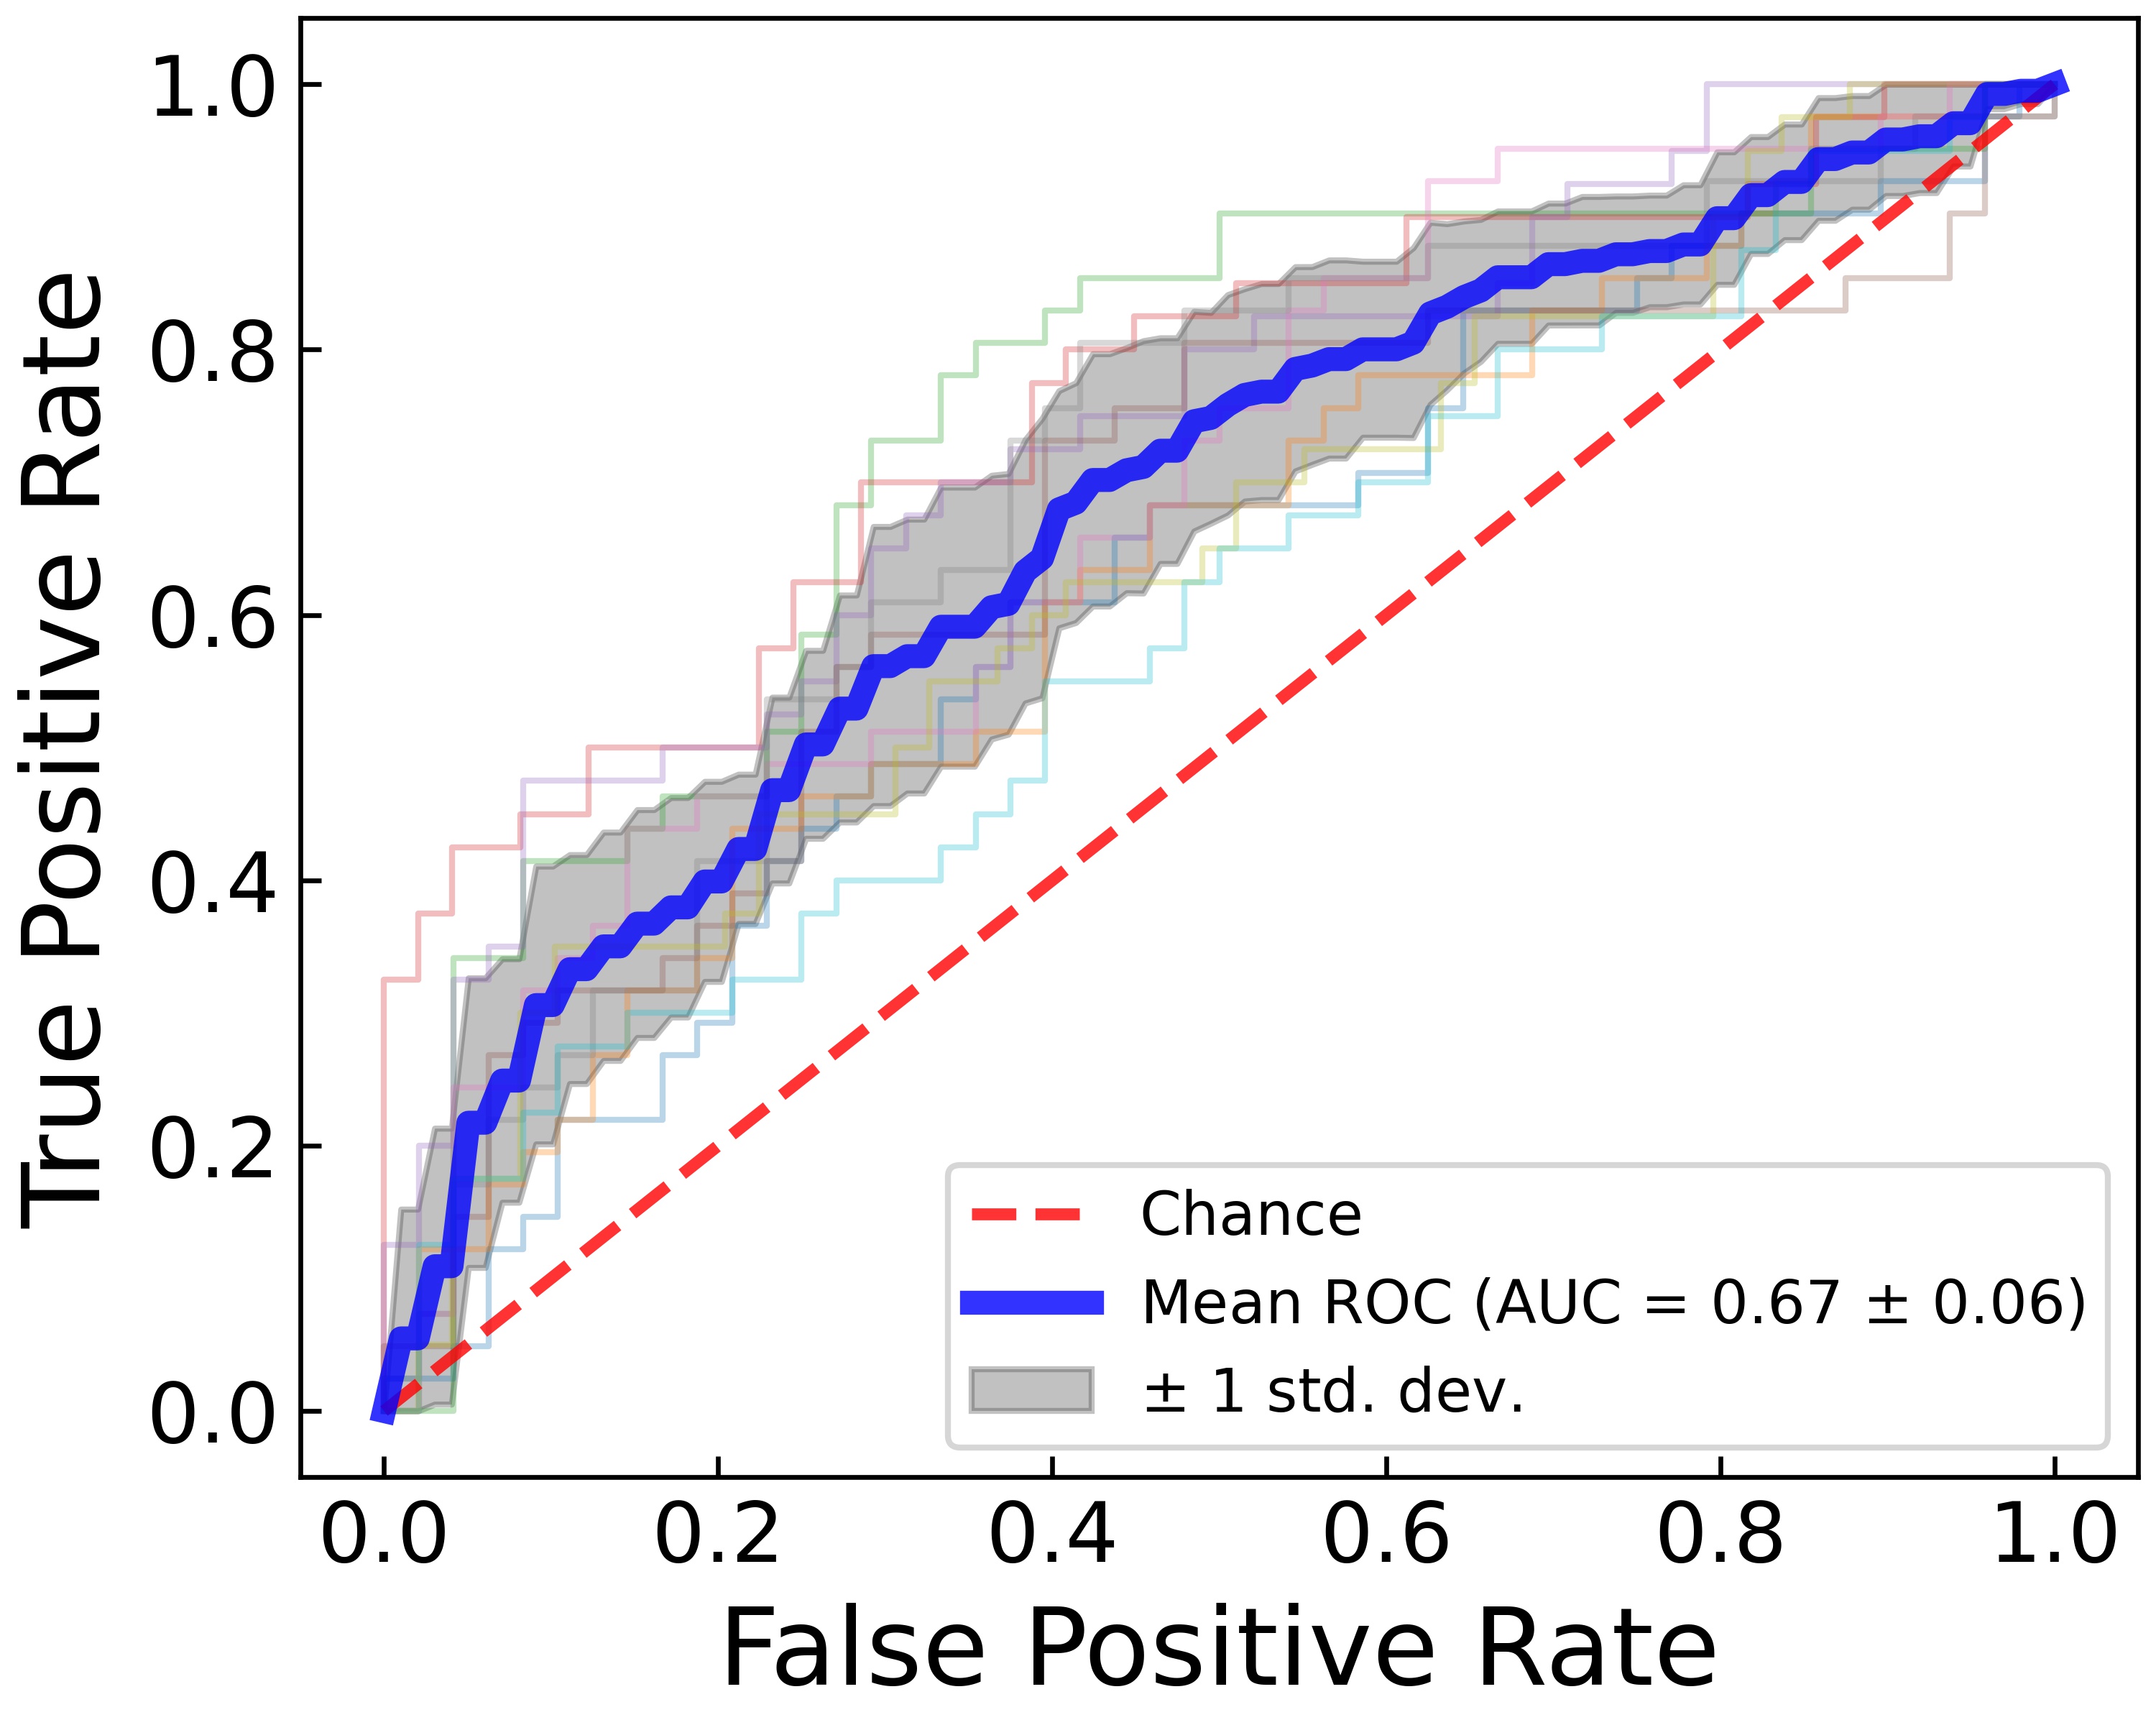 True Positive Rate
1.0
0.8
0.6
0.4
0.2
0.0
Chance
Mean ROC (AUC = 0.67 ± 0.06)
± 1 std. dev.
0.0 0.2 0.4 0.6 0.8 1.0
False Positive Rate